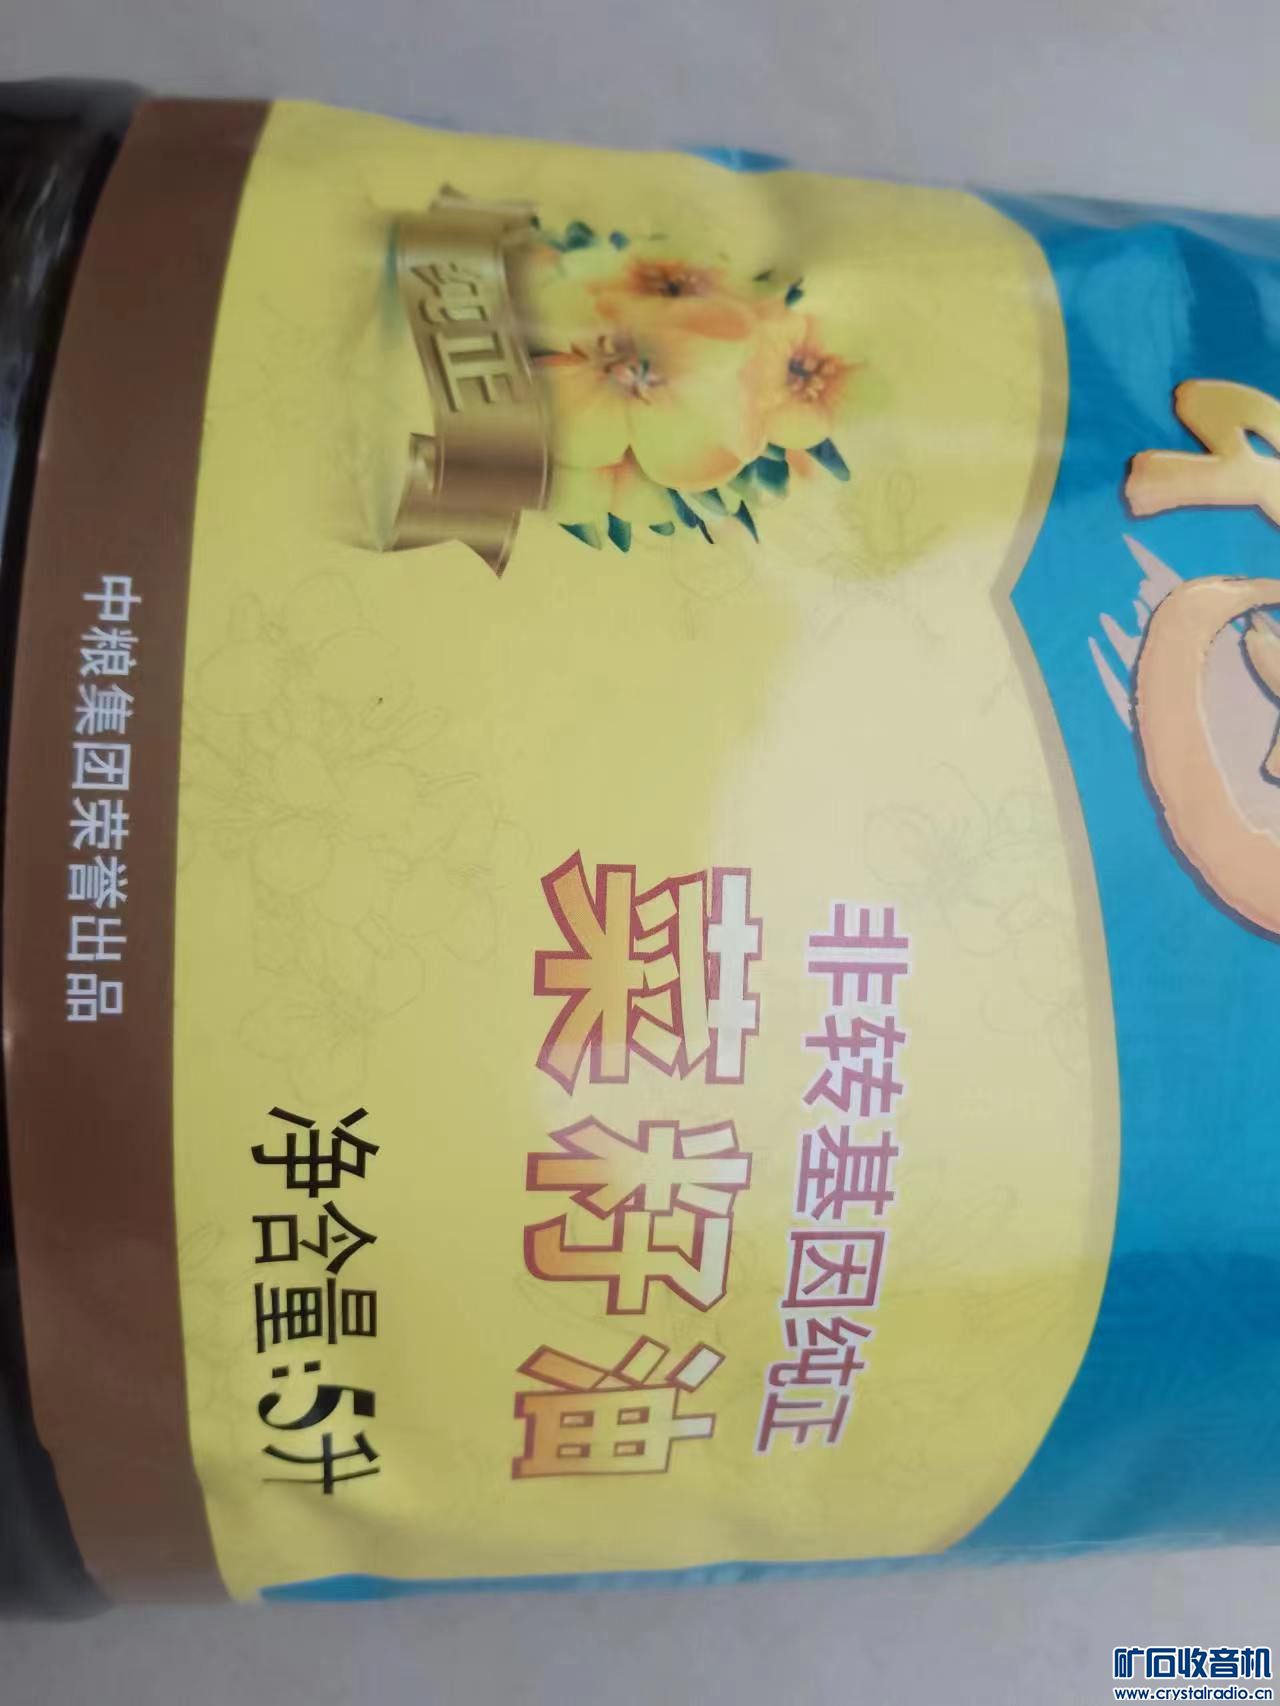 非转基因纯正
菜籽油
纯正
净含量:5升
中粮集团荣誉出品
矿石收音机
www.crystalradio.cn